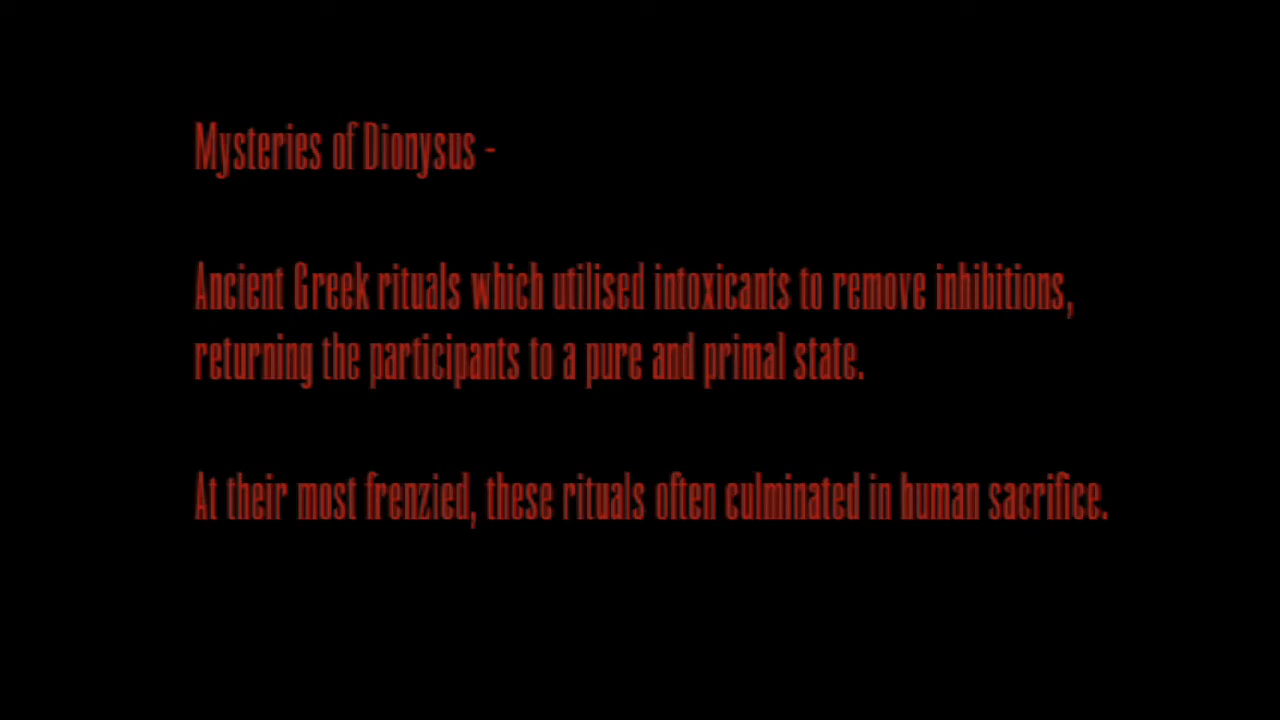 Mysteries of Dionysus -
Ancient Greek rituals which utilised intoxicants to remove inhibitions,
returning the participants to a pure and primal state.
At their most frenzied, these rituals often culminated in human sacrifice.